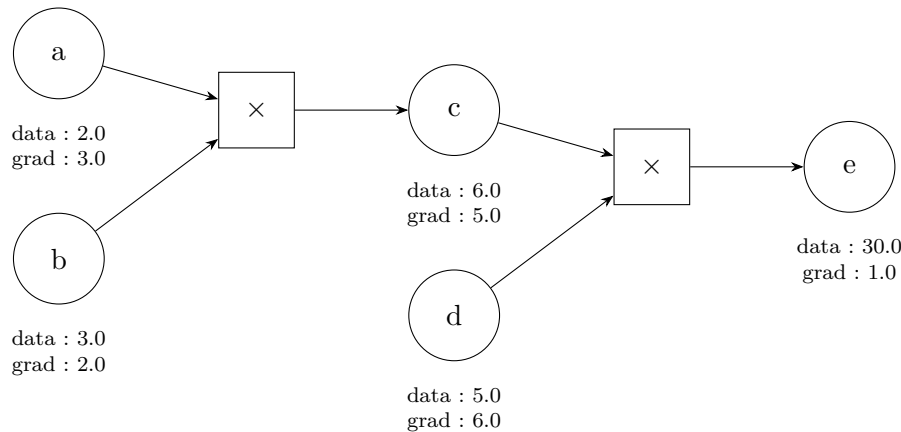 a
data : 2.0
grad : 3.0
b
data : 3.0
grad : 2.0
×
c
data : 6.0
grad : 5.0
d
data : 5.0
grad : 6.0
×
e
data : 30.0
grad : 1.0